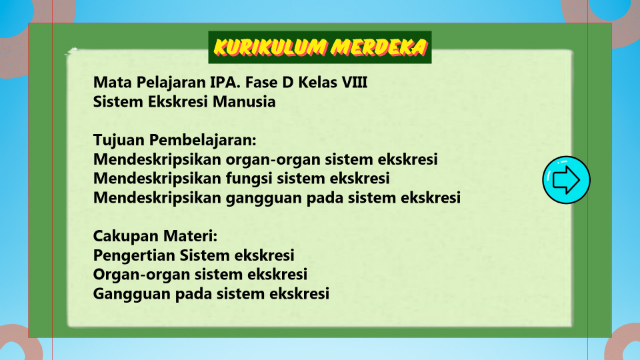 KURIKULUM MERDEKA
Mata Pelajaran IPA. Fase D Kelas VIII
Sistem Ekskresi Manusia
Tujuan Pembelajaran:
Mendeskripsikan organ-organ sistem ekskresi
Mendeskripsikan fungsi sistem ekskresi
Mendeskripsikan gangguan pada sistem ekskresi
Cakupan Materi:
Pengertian Sistem ekskresi
Organ-organ sistem ekskresi
Gangguan pada sistem ekskresi